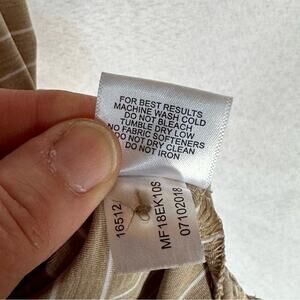 FOR BEST RESULTS
MACHINE WASH COLD
DO NOT BLEACH
TUMBLE DRY LOW
NO FABRIC SOFTENERS
DO NOT DRY CLEAN
DO NOT IRON
16512
MF18EK10S
07102018